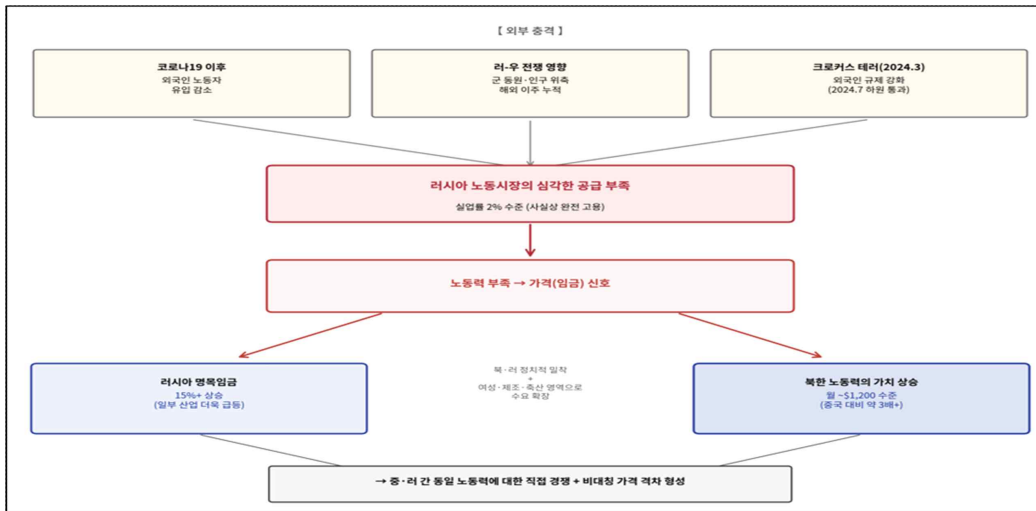 [ 외부 충격 ]
코로나19 이후
외국인 노동자
유입 감소
러-우 전쟁 영향
군 동원·인구 위축
해외 이주 누적
크로커스 테러(2024.3)
외국인 규제 강화
(2024.7 하원 통과)
러시아 노동시장의 심각한 공급 부족
실업률 2% 수준 (사실상 완전 고용)
노동력 부족 → 가격(임금) 신호
러시아 명목임금
15%+ 상승
(일부 산업 더욱 급등)
북·러 정치적 밀착
+
여성·제조·축산 영역으로
수요 확장
북한 노동력의 가치 상승
월 ~$1,200 수준
(중국 대비 약 3배+)
→ 중·러 간 동일 노동력에 대한 직접 경쟁 + 비대칭 가격 격차 형성